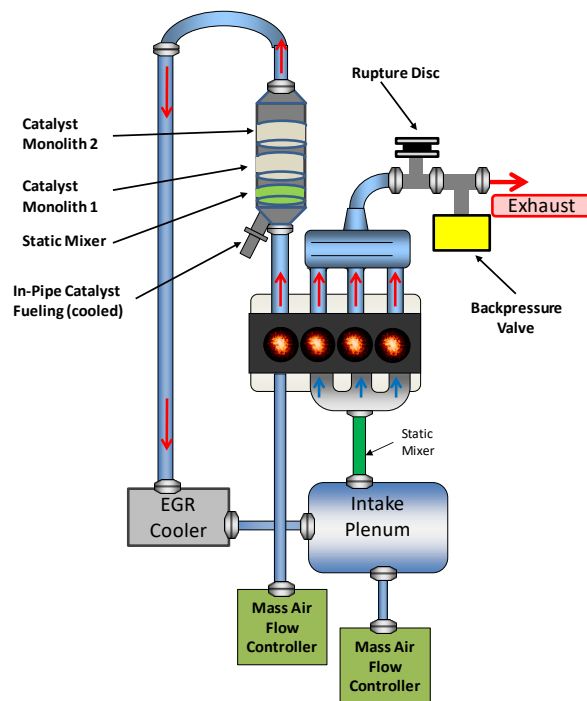 Rupture Disc
Catalyst
Monolith 2
Catalyst
Monolith 1
Static Mixer
In-Pipe Catalyst
Fueling (cooled)
Exhaust
Backpressure
Valve
Static
Mixer
EGR
Cooler
Intake
Plenum
Mass Air
Flow
Controller
Mass Air
Flow
Controller